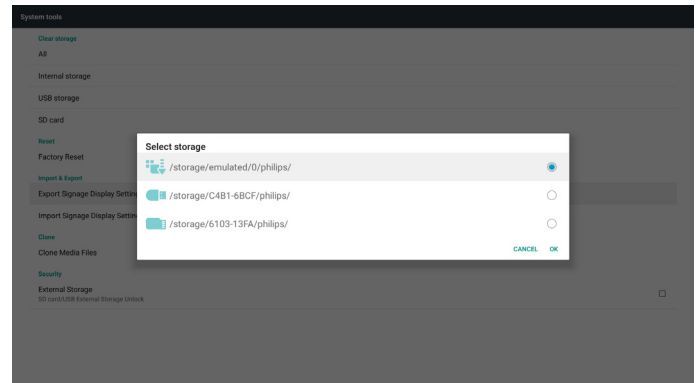 System tools
Clear storage
All
Internal storage
USB storage
SD card
Reset
Factory Reset
Import & Export
Export Signage Display Settin
Import Signage Display Settin
Clone
Clone Media Files
Security
External Storage
SD card/USB External Storage Unlock
Select storage
/storage/emulated/0/philips/
/storage/C4B1-6BCF/philips/
/storage/6103-13FA/philips/
CANCEL OK